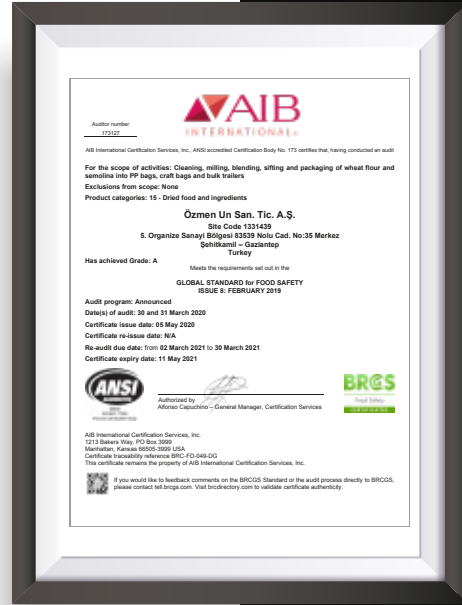 AIB
INTERNATIONAL®
Auditor number
173127
AIB International Certification Services, Inc., ANSI accredited Certification Body No. 173 certifies that, having conducted an audit
For the scope of activities: Cleaning, milling, blending, sifting and packaging of wheat flour and
semolina into PP bags, craft bags and bulk trailers
Exclusions from scope: None
Product categories: 15 - Dried food and ingredients
Özmen Un San. Tic. A.Ş.
Site Code 1331439
5. Organize Sanayi Bölgesi 83539 Nolu Cad. No:35 Merkez
Şehitkamil – Gaziantep
Turkey
Has achieved Grade: A
Meets the requirements set out in the
GLOBAL STANDARD for FOOD SAFETY
ISSUE 8: FEBRUARY 2019
Audit program: Announced
Date(s) of audit: 30 and 31 March 2020
Certificate issue date: 05 May 2020
Certificate re-issue date: N/A
Re-audit due date: from 02 March 2021 to 30 March 2021
Certificate expiry date: 11 May 2021
ANSI
BRCGS
Food Safety
CERTIFICATED
Authorized by
Alfonso Capuchino – General Manager, Certification Services
AIB International Certification Services, Inc.
1213 Bakers Way, PO Box 3999
Manhattan, Kansas 66505-3999 USA
Certificate traceability reference BRC-FD-049-DG
This certificate remains the property of AIB International Certification Services, Inc.
If you would like to feedback comments on the BRCGS Standard or the audit process directly to BRCGS,
please contact tell.brcgs.com. Visit brcdirectory.com to validate certificate authenticity.